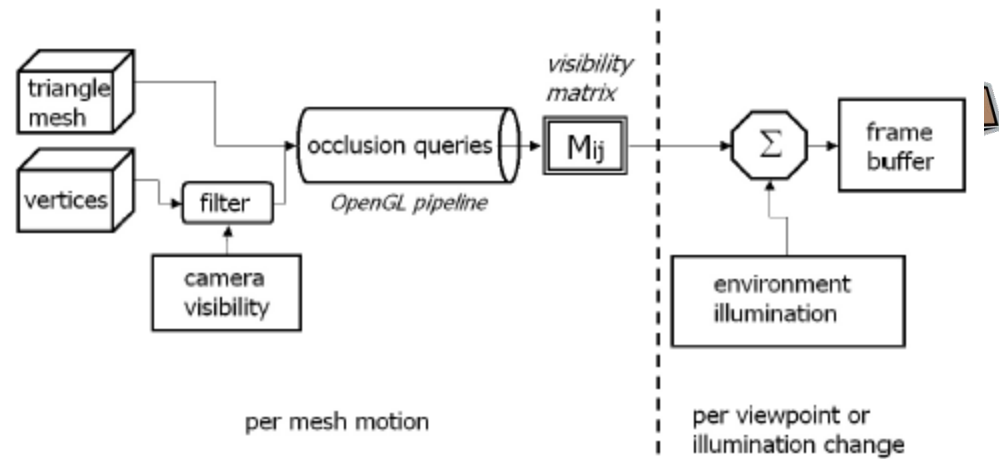 triangle
mesh
vertices
filter
camera
visibility
occlusion queries
OpenGL pipeline
visibility
matrix
Mij
Σ
frame
buffer
environment
illumination
per mesh motion
per viewpoint or
illumination change